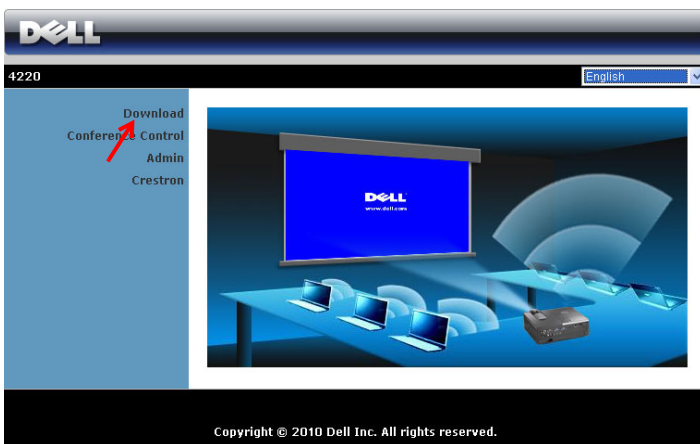 DELL
4220
English
Download
Conference Control
Admin
Crestron
DELL
www.dell.com
Copyright © 2010 Dell Inc. All rights reserved.